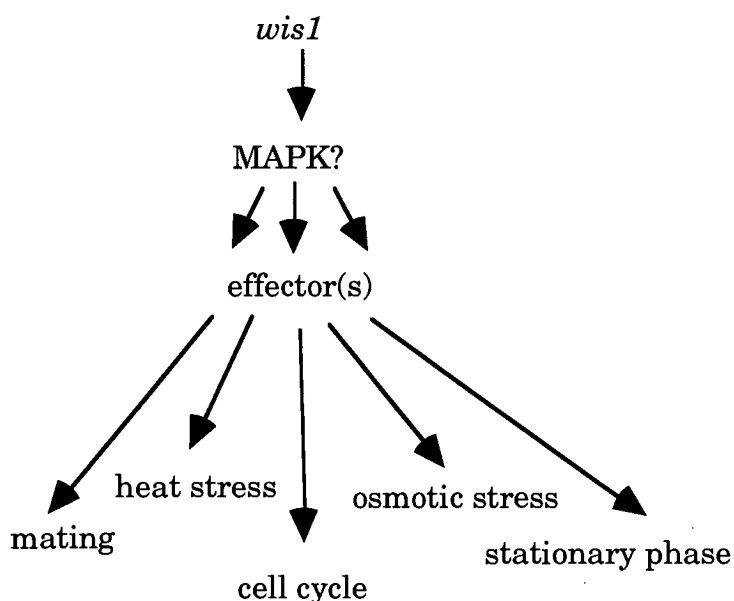 wis1
MAPK?
effector(s)
heat stress
osmotic stress
mating
stationary phase
cell cycle